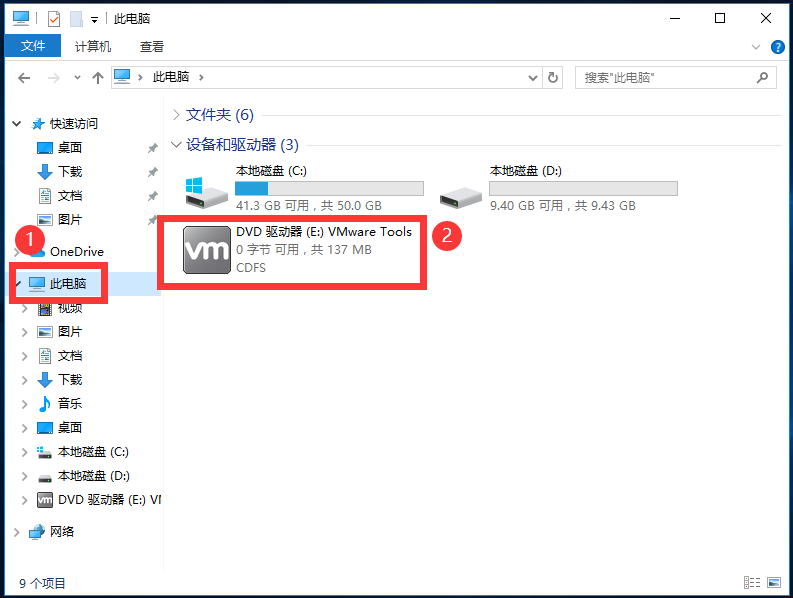 此电脑
文件 计算机 查看
此电脑
搜索"此电脑"
快速访问
桌面
下载
文档
图片
1
OneDrive
此电脑
视频
图片
文档
下载
音乐
桌面
本地磁盘 (C:)
本地磁盘 (D:)
DVD 驱动器 (E:) VM
网络
文件夹 (6)
设备和驱动器 (3)
本地磁盘 (C:)
41.3 GB 可用，共 50.0 GB
本地磁盘 (D:)
9.40 GB 可用，共 9.43 GB
vm
DVD 驱动器 (E:) VMware Tools
0 字节 可用，共 137 MB
CDFS
2
9 个项目